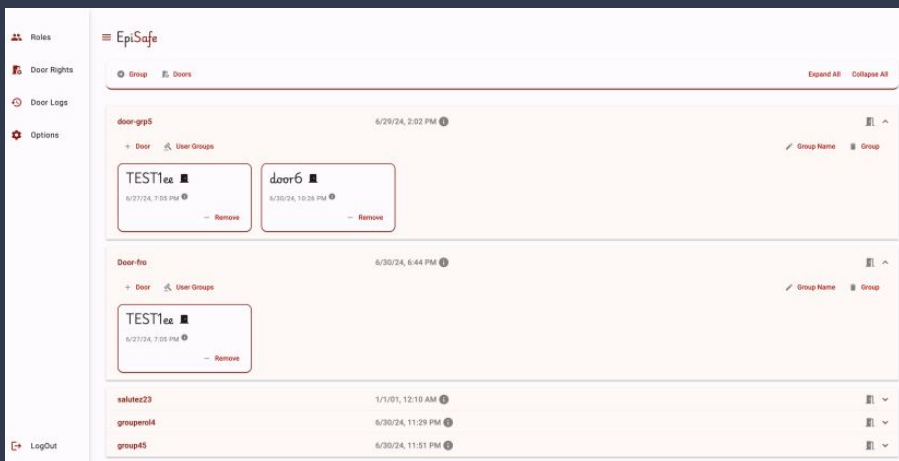 Roles
Door Rights
Door Logs
Options
LogOut
EpiSafe
Group Doors Expand All Collapse All
door-grp5 6/29/24, 2:02 PM
+ Door User Groups Group Name Group
TEST1ee door6
6/27/24, 7:05 PM 6/30/24, 10:26 PM
− Remove − Remove
Door-fro 6/30/24, 6:44 PM
+ Door User Groups Group Name Group
TEST1ee
6/27/24, 7:05 PM
− Remove
salutez23 1/1/01, 12:10 AM
grouperol4 6/30/24, 11:29 PM
group45 6/30/24, 11:51 PM